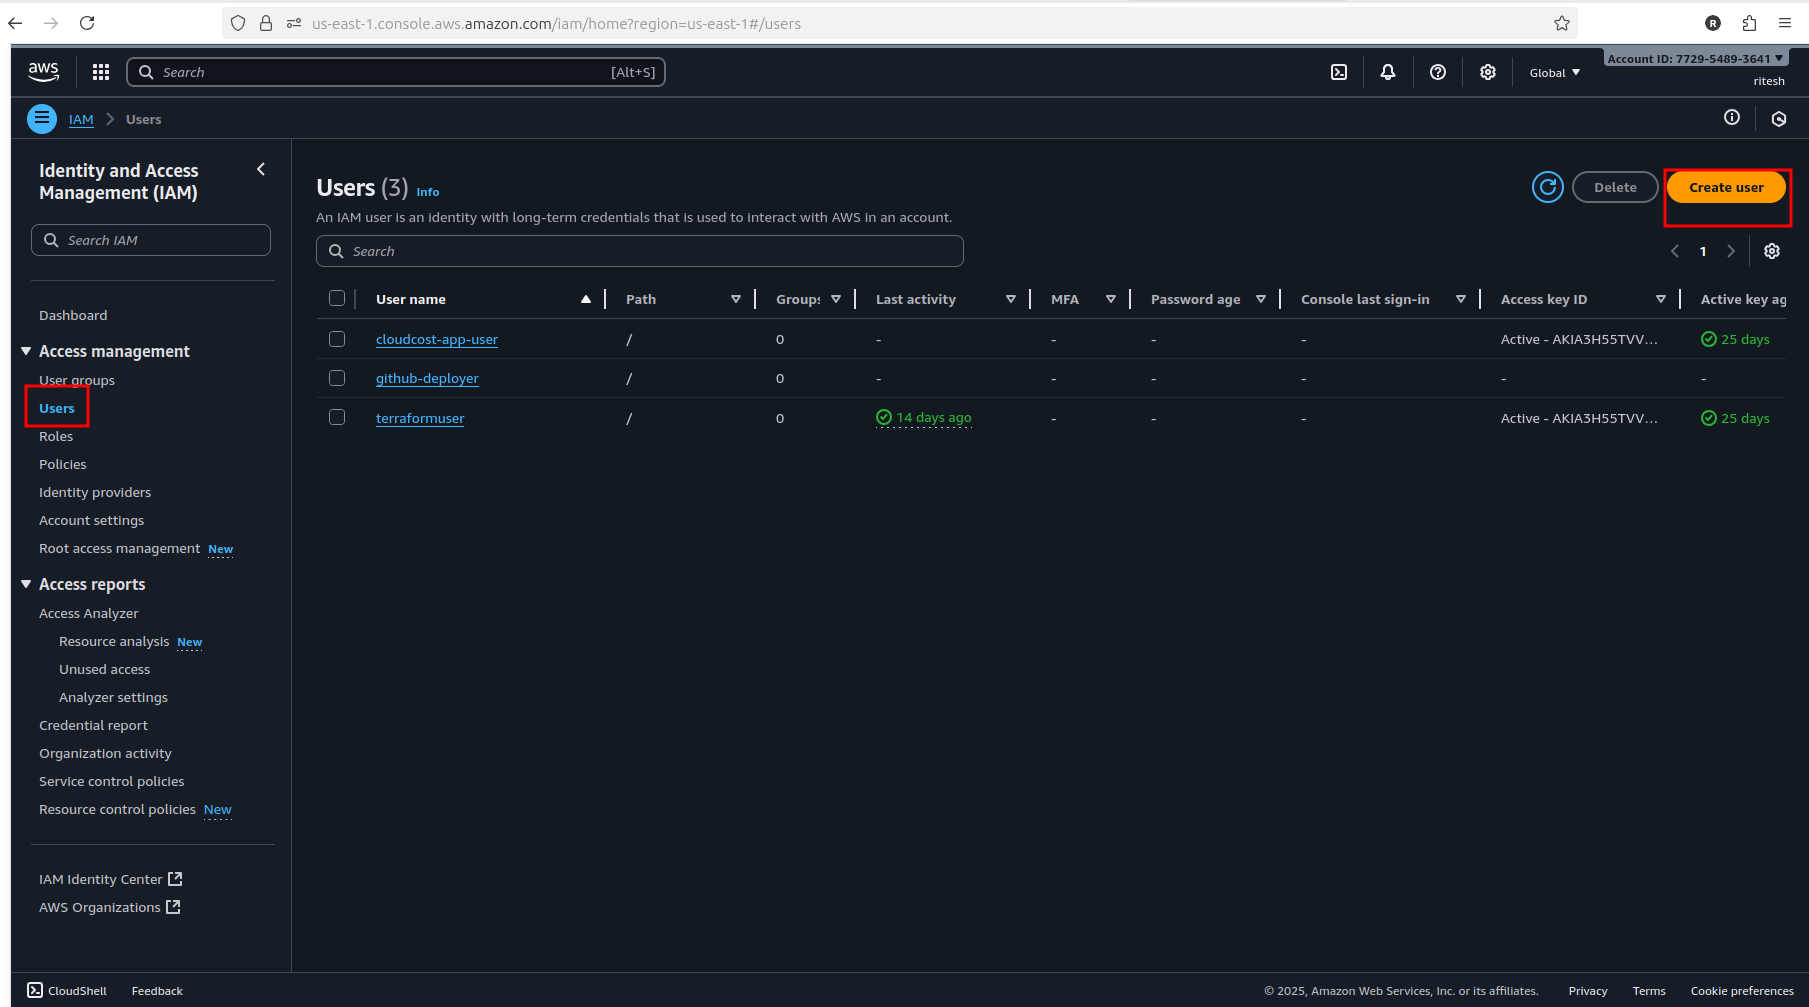 us-east-1.console.aws.amazon.com/iam/home?region=us-east-1#/users
R
aws
Search
[Alt+S]
Global
Account ID: 7729-5489-3641
ritesh
IAM
Users
Identity and Access
Management (IAM)
Search IAM
Dashboard
Access management
User groups
Users
Roles
Policies
Identity providers
Account settings
Root access management New
Access reports
Access Analyzer
Resource analysis New
Unused access
Analyzer settings
Credential report
Organization activity
Service control policies
Resource control policies New
IAM Identity Center
AWS Organizations
Users (3) Info
Delete
Create user
An IAM user is an identity with long-term credentials that is used to interact with AWS in an account.
Search
1
User name Path Groups Last activity MFA Password age Console last sign-in Access key ID Active key ag
cloudcost-app-user / 0 - - - - Active - AKIA3H55TVV... 25 days
github-deployer / 0 - - - - - -
terraformuser / 0 14 days ago - - - Active - AKIA3H55TVV... 25 days
CloudShell Feedback
© 2025, Amazon Web Services, Inc. or its affiliates. Privacy Terms Cookie preferences